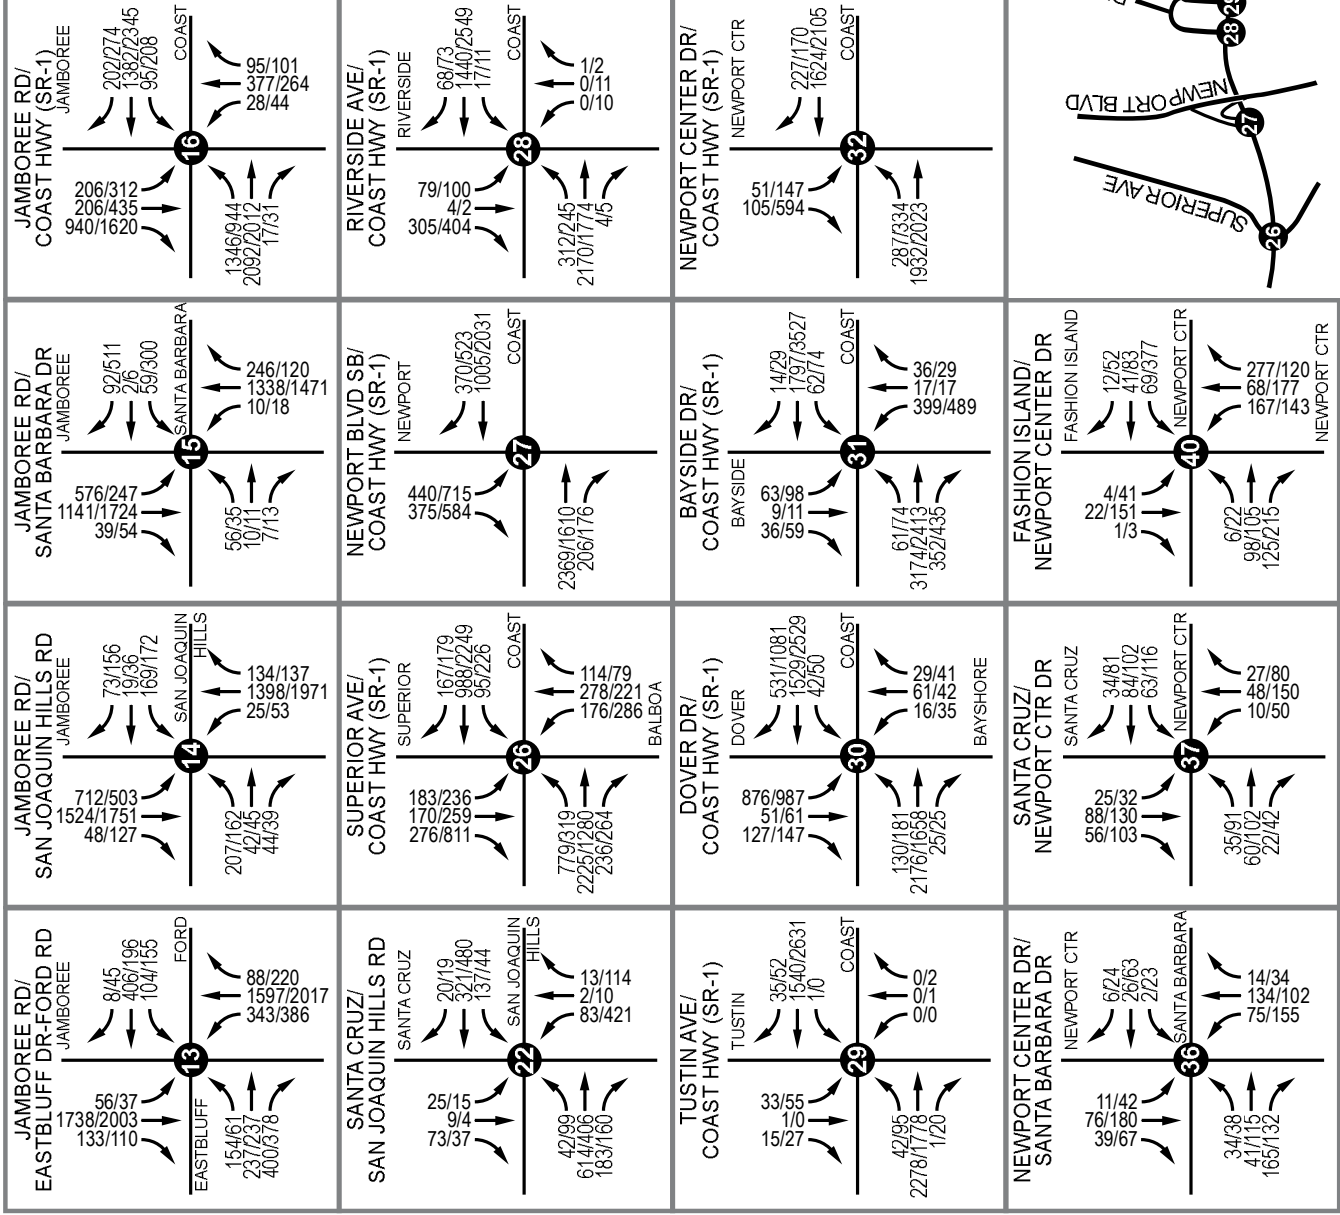 JAMBOREE RD/
EASTBLUFF DR-FORD RD
JAMBOREE
8/45
406/196
104/155
FORD
88/220
1597/2017
343/386
13
56/37
1738/2003
133/110
EASTBLUFF
154/61
237/237
400/378
JAMBOREE RD/
SAN JOAQUIN HILLS RD
JAMBOREE
73/156
19/36
169/172
SAN JOAQUIN
HILLS
134/137
1398/1971
25/53
14
712/503
1524/1751
48/127
207/162
42/45
44/39
JAMBOREE RD/
SANTA BARBARA DR
JAMBOREE
92/511
2/6
59/300
SANTA BARBARA
246/120
1338/1471
10/18
15
576/247
1141/1724
39/54
56/35
10/11
7/13
JAMBOREE RD/
COAST HWY (SR-1)
JAMBOREE
202/274
1382/2345
95/208
COAST
95/101
377/264
28/44
16
206/312
206/435
940/1620
1346/944
2092/2012
17/31
SANTA CRUZ/
SAN JOAQUIN HILLS RD
SANTA CRUZ
20/19
321/480
137/44
SAN JOAQUIN
HILLS
13/114
2/10
83/421
22
25/15
9/4
73/37
42/99
614/406
183/160
SUPERIOR AVE/
COAST HWY (SR-1)
SUPERIOR
167/179
988/2249
95/226
COAST
114/79
278/221
176/286
BALBOA
26
183/236
170/259
276/811
779/319
2225/1280
236/264
NEWPORT BLVD SB/
COAST HWY (SR-1)
NEWPORT
370/523
1005/2031
COAST
27
440/715
375/584
2369/1610
206/176
RIVERSIDE AVE/
COAST HWY (SR-1)
RIVERSIDE
68/73
1440/2549
17/11
COAST
1/2
0/11
0/10
28
79/100
4/2
305/404
312/245
2170/1774
4/5
TUSTIN AVE/
COAST HWY (SR-1)
TUSTIN
35/52
1540/2631
1/0
COAST
0/2
0/1
0/0
29
33/55
1/0
15/27
42/95
2278/1778
1/20
DOVER DR/
COAST HWY (SR-1)
DOVER
531/1081
1529/2529
42/50
COAST
29/41
61/42
16/35
BAYSHORE
30
876/987
51/61
127/147
130/181
2176/1658
25/25
BAYSIDE DR/
COAST HWY (SR-1)
BAYSIDE
14/29
1797/3527
62/74
COAST
36/29
17/17
399/489
31
63/98
9/11
36/59
61/74
3174/2413
352/435
NEWPORT CENTER DR/
COAST HWY (SR-1)
NEWPORT CTR
227/170
1624/2105
COAST
32
51/147
105/594
287/334
1932/2023
NEWPORT CENTER DR/
SANTA BARBARA DR
NEWPORT CTR
6/24
26/63
2/23
SANTA BARBARA
14/34
134/102
75/155
36
11/42
76/180
39/67
34/38
41/115
165/132
SANTA CRUZ/
NEWPORT CTR DR
SANTA CRUZ
34/81
84/102
63/116
NEWPORT CTR
27/80
48/150
10/50
37
25/32
88/130
56/103
35/91
60/102
22/42
FASHION ISLAND/
NEWPORT CENTER DR
FASHION ISLAND
12/52
41/83
69/377
NEWPORT CTR
277/120
68/177
167/143
NEWPORT CTR
40
4/41
22/151
1/3
6/22
98/105
125/215
SUPERIOR AVE
26
NEWPORT BLVD
27
28
29